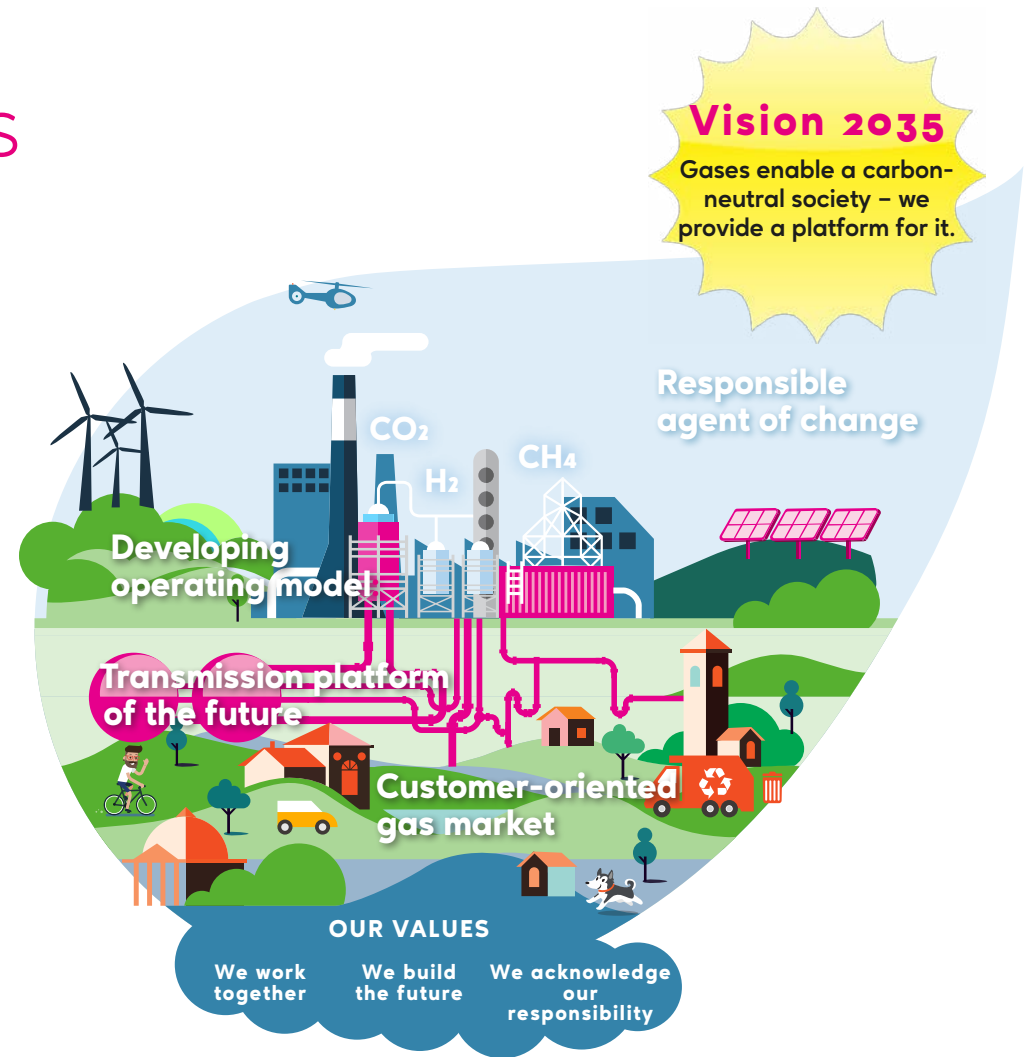 s
Vision 2035
Gases enable a carbon-
neutral society – we
provide a platform for it.
Responsible
agent of change
CO₂
CH₄
H₂
Developing
operating model
Transmission platform
of the future
Customer-oriented
gas market
OUR VALUES
We work
together
We build
the future
We acknowledge
our
responsibility